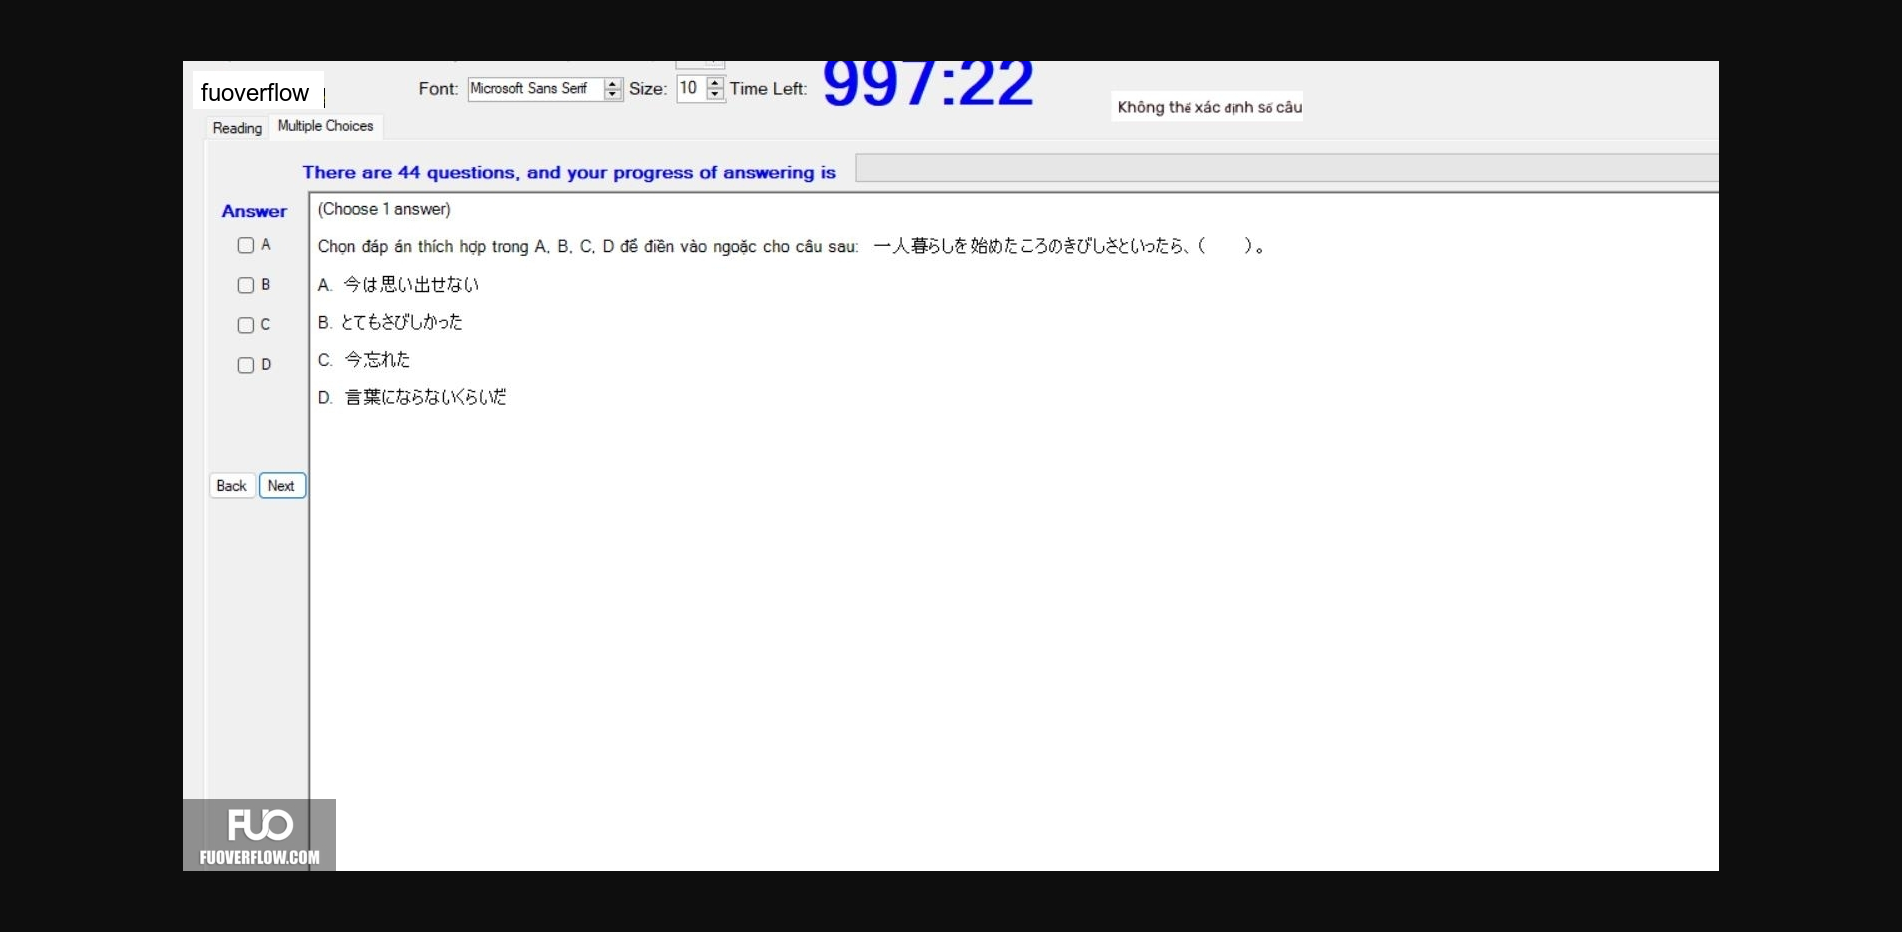 fuoverflow
Font: Microsoft Sans Serif Size: 10 Time Left: 997:22
Không thể xác định số câu
Reading Multiple Choices
There are 44 questions, and your progress of answering is
Answer
(Choose 1 answer)
A
Chọn đáp án thích hợp trong A, B, C, D để điền vào ngoặc cho câu sau: 一人暮らしを始めたころのきびしさといったら、( )。
B
A. 今は思い出せない
C
B. とてもさびしかった
D
C. 今忘れた
D. 言葉にならないくらいだ
Back Next
FUO
FUOVERFLOW.COM